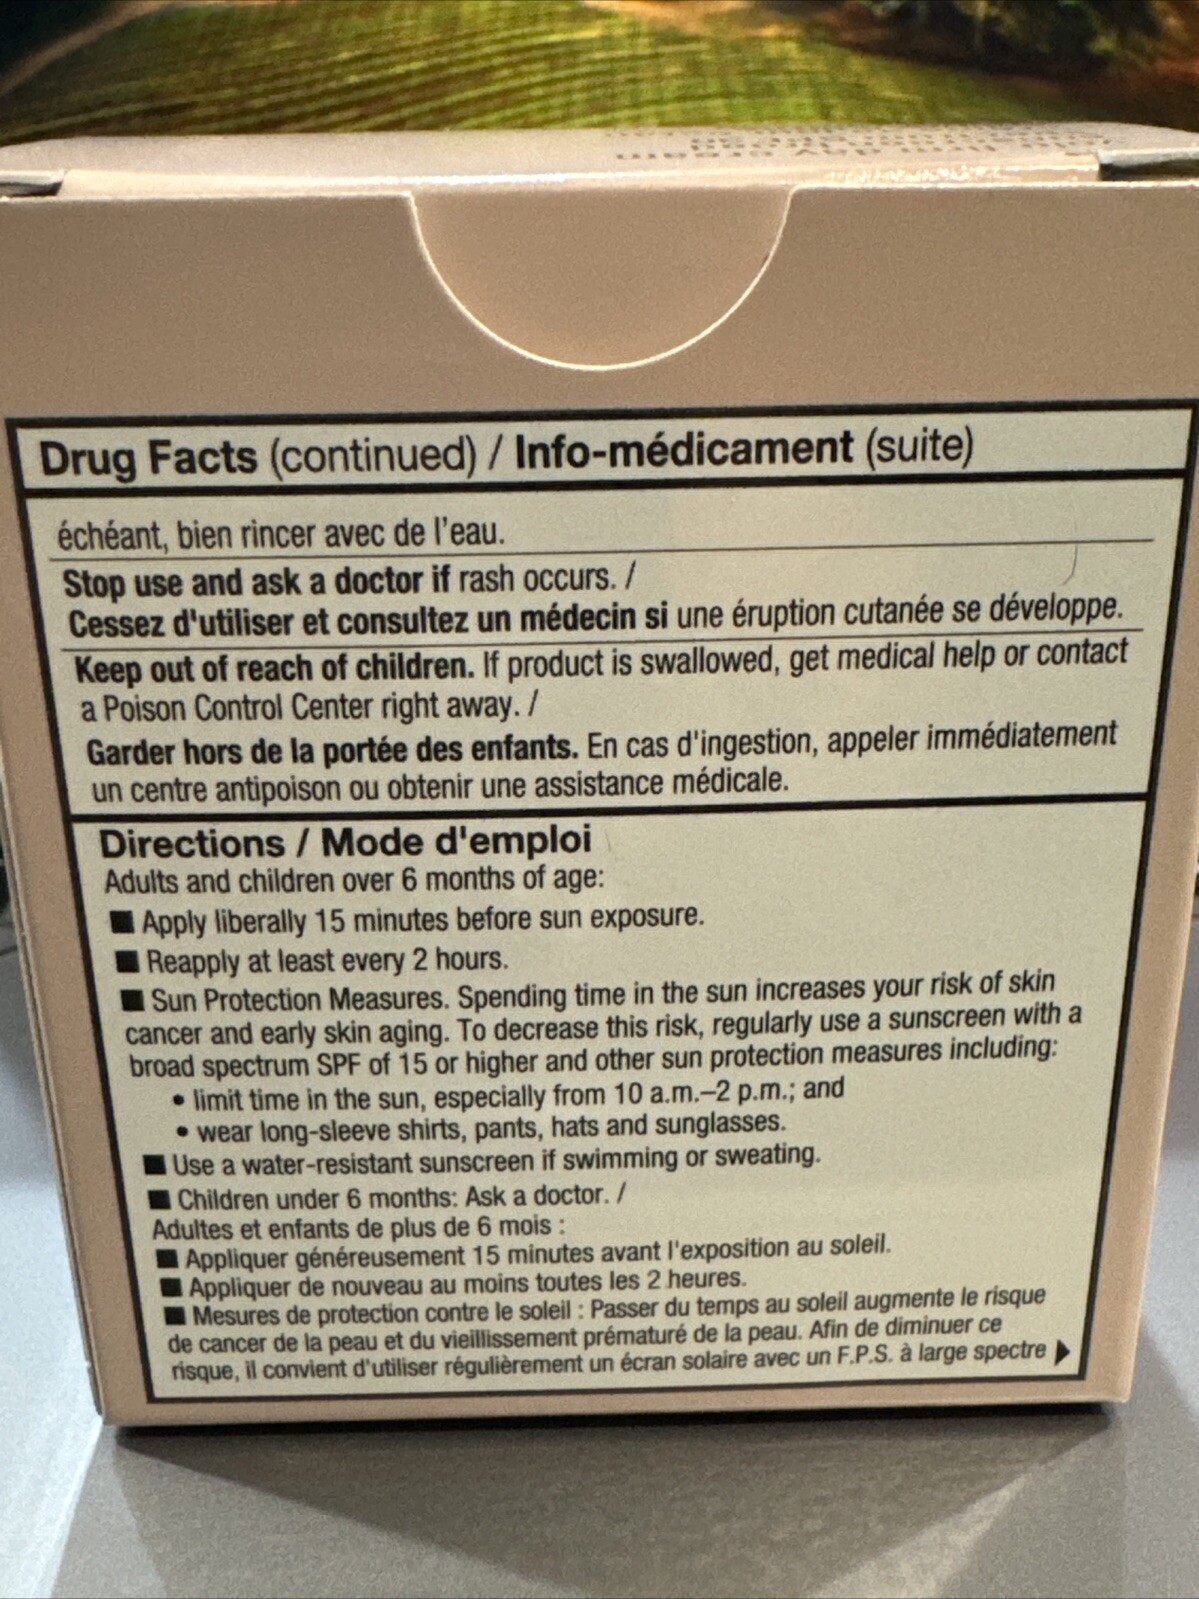 Drug Facts (continued) / Info-médicament (suite)
échéant, bien rincer avec de l'eau.
Stop use and ask a doctor if rash occurs. /
Cessez d'utiliser et consultez un médecin si une éruption cutanée se développe.
Keep out of reach of children. If product is swallowed, get medical help or contact
a Poison Control Center right away. /
Garder hors de la portée des enfants. En cas d'ingestion, appeler immédiatement
un centre antipoison ou obtenir une assistance médicale.
Directions / Mode d'emploi
Adults and children over 6 months of age:
■ Apply liberally 15 minutes before sun exposure.
■ Reapply at least every 2 hours.
■ Sun Protection Measures. Spending time in the sun increases your risk of skin
cancer and early skin aging. To decrease this risk, regularly use a sunscreen with a
broad spectrum SPF of 15 or higher and other sun protection measures including:
• limit time in the sun, especially from 10 a.m.–2 p.m.; and
• wear long-sleeve shirts, pants, hats and sunglasses.
■ Use a water-resistant sunscreen if swimming or sweating.
■ Children under 6 months: Ask a doctor. /
Adultes et enfants de plus de 6 mois :
■ Appliquer généreusement 15 minutes avant l'exposition au soleil.
■ Appliquer de nouveau au moins toutes les 2 heures.
■ Mesures de protection contre le soleil : Passer du temps au soleil augmente le risque
de cancer de la peau et du vieillissement prématuré de la peau. Afin de diminuer ce
risque, il convient d'utiliser régulièrement un écran solaire avec un F.P.S. à large spectre